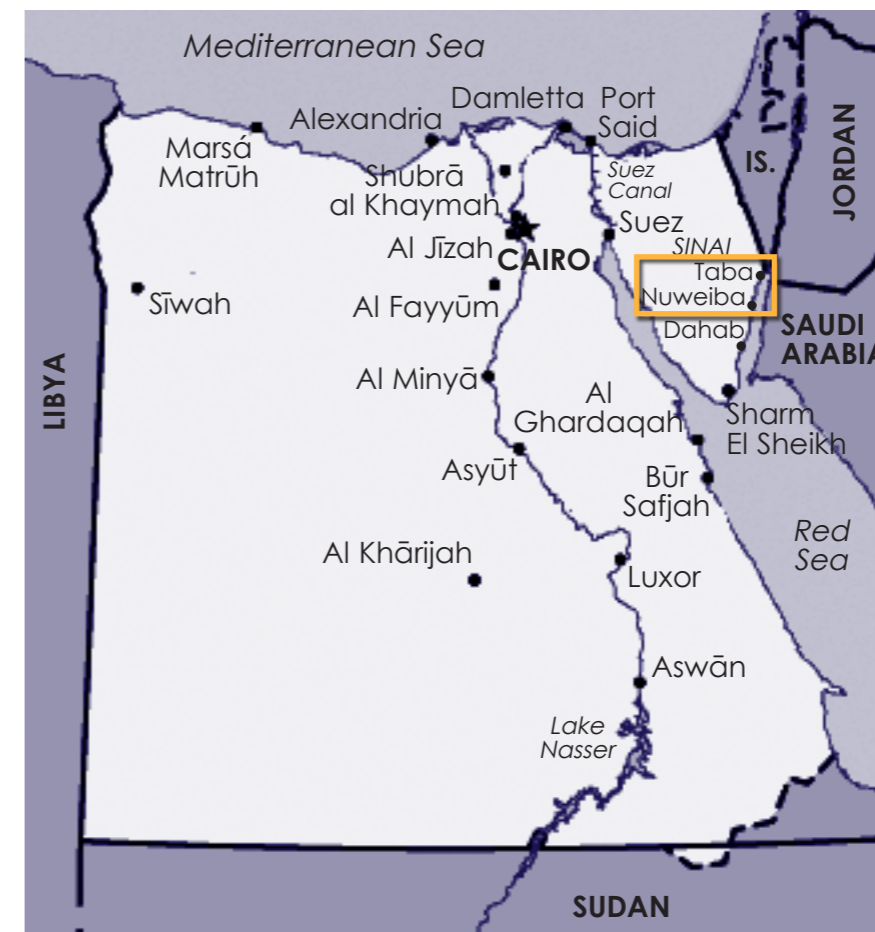 Mediterranean Sea
Damletta
Port
Said
Alexandria
Marsá
Matrūh
Shubrā
al Khaymah
Suez
Canal
IS.
JORDAN
Suez
Al Jīzah
CAIRO
SINAI
Taba
Nuweiba
Sīwah
Al Fayyūm
Dahab
SAUDI
ARABIA
LIBYA
Al Minyā
Al
Ghardaqah
Sharm
El Sheikh
Asyūt
Būr
Safjah
Red
Sea
Al Khārijah
Luxor
Aswān
Lake
Nasser
SUDAN